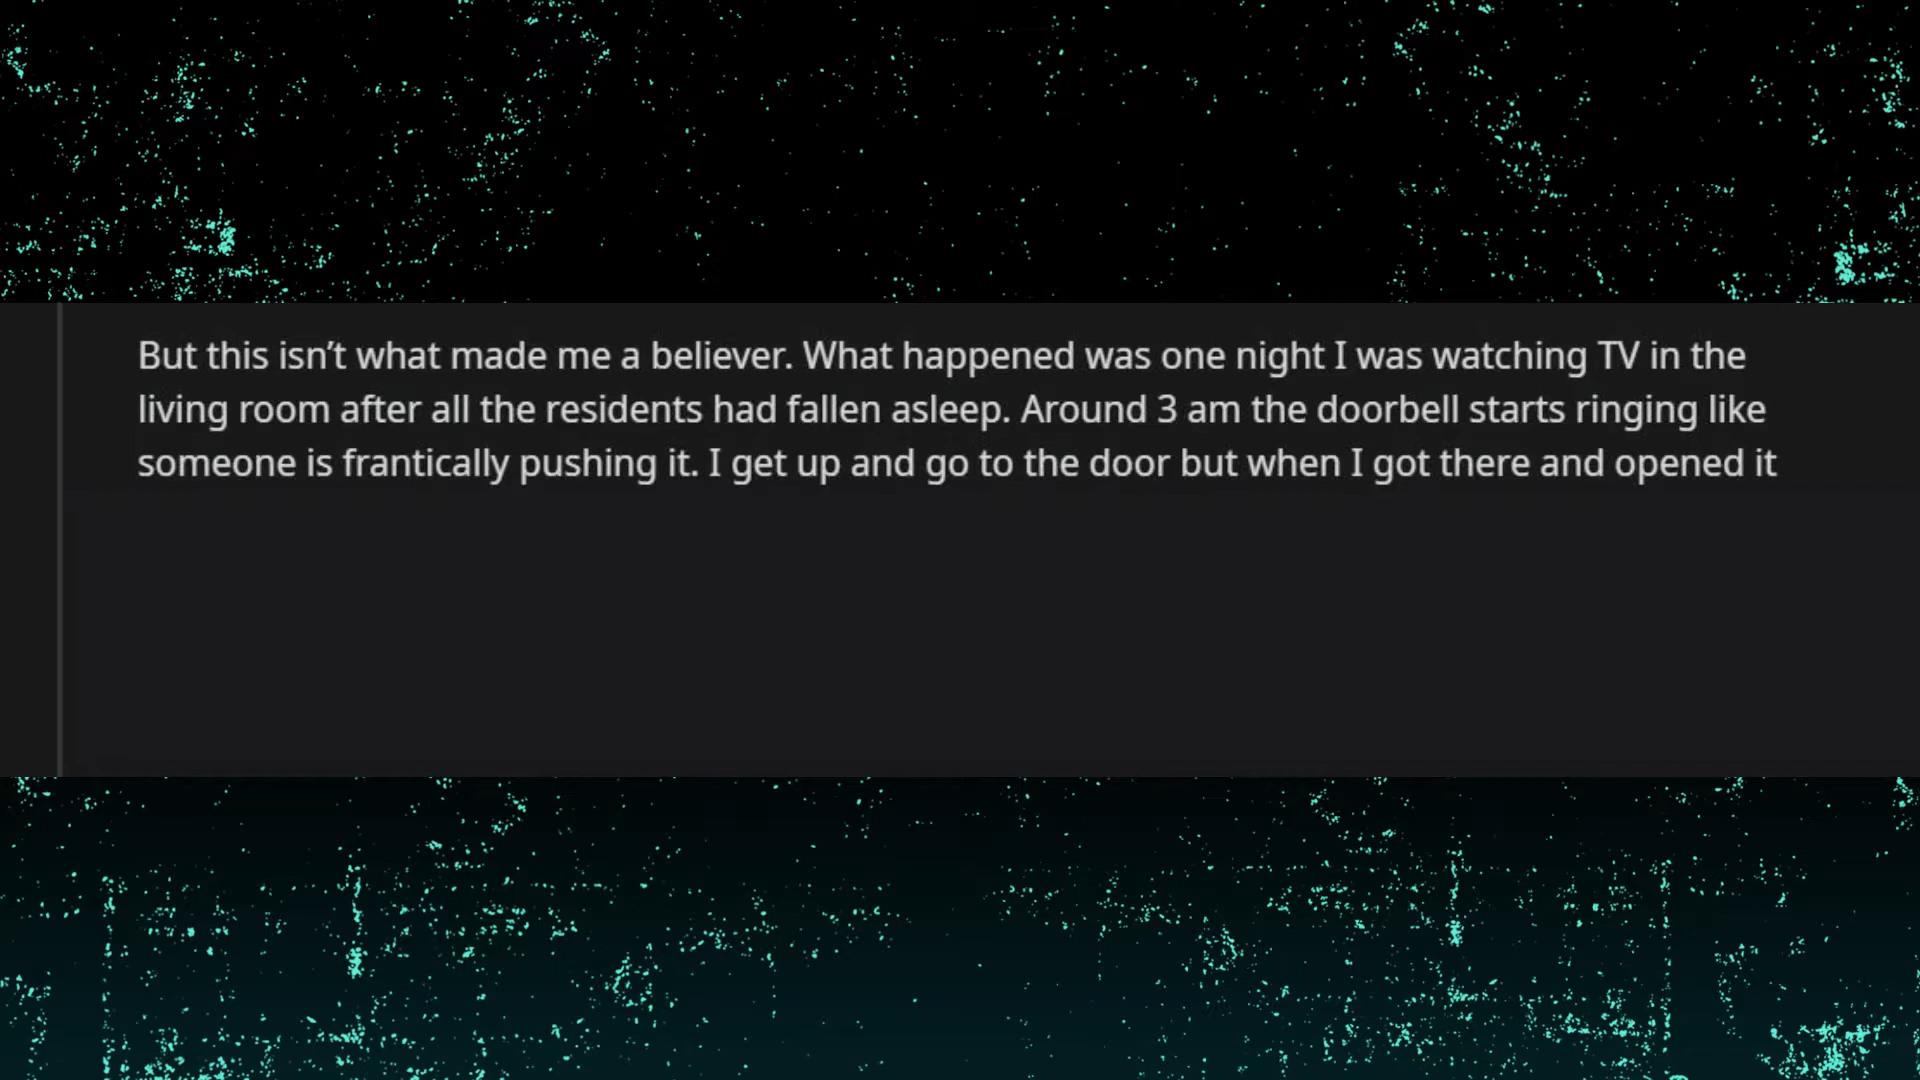 But this isn’t what made me a believer. What happened was one night I was watching TV in the
living room after all the residents had fallen asleep. Around 3 am the doorbell starts ringing like
someone is frantically pushing it. I get up and go to the door but when I got there and opened it